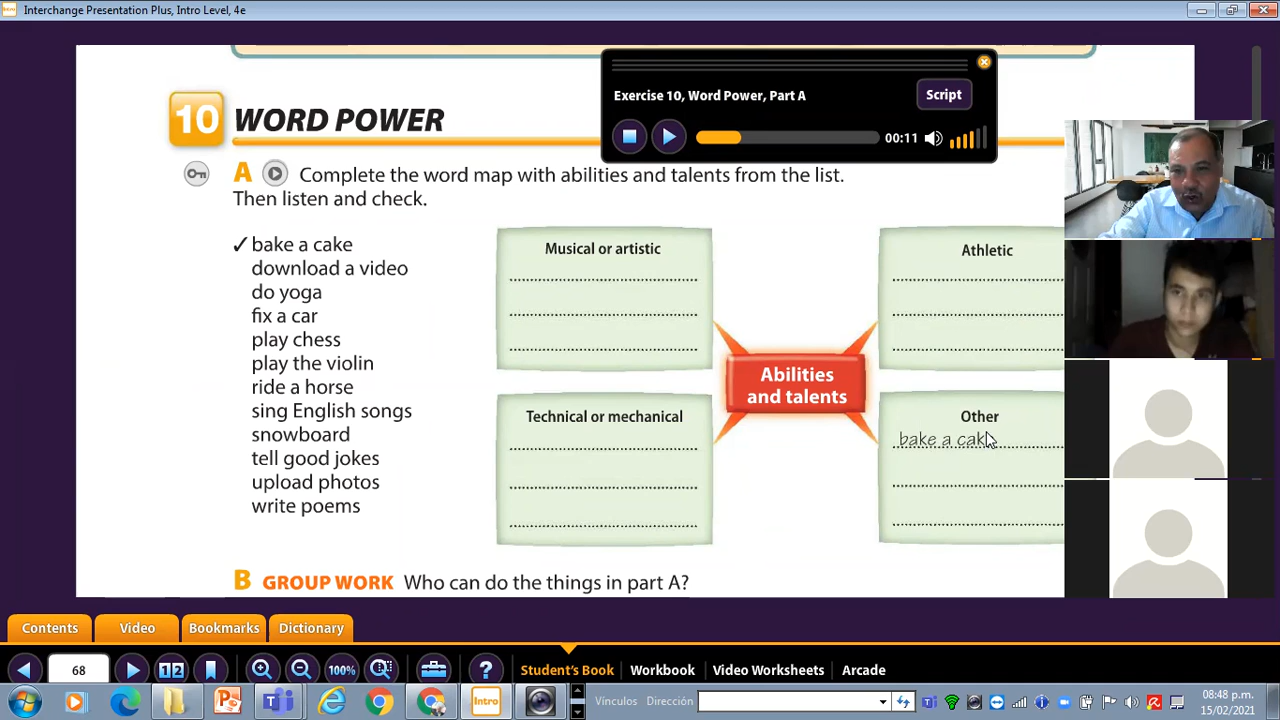 Interchange Presentation Plus, Intro Level, 4e
Exercise 10, Word Power, Part A
Script
00:11
10 WORD POWER
A Complete the word map with abilities and talents from the list.
Then listen and check.
✓ bake a cake
download a video
do yoga
fix a car
play chess
play the violin
ride a horse
sing English songs
snowboard
tell good jokes
upload photos
write poems
Musical or artistic
Athletic
Abilities
and talents
Technical or mechanical
Other
bake a cake
B GROUP WORK Who can do the things in part A?
Contents Video Bookmarks Dictionary
68 12 100% ? Student's Book Workbook Video Worksheets Arcade
Intro Vínculos Dirección 08:48 p.m.
15/02/2021